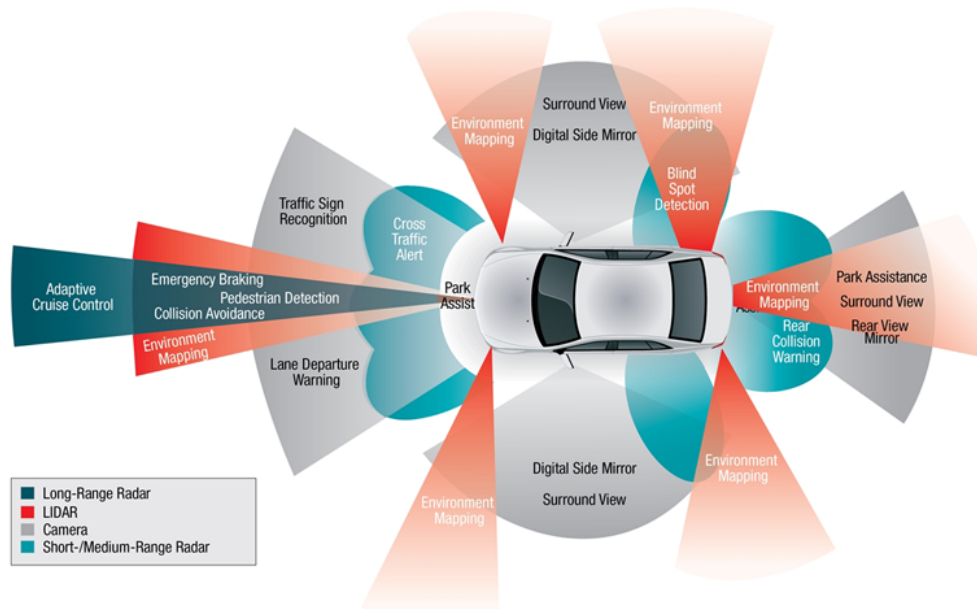 Surround View
Digital Side Mirror
Environment
Mapping
Environment
Mapping
Blind
Spot
Detection
Traffic Sign
Recognition
Cross
Traffic
Alert
Adaptive
Cruise Control
Emergency Braking
Pedestrian Detection
Collision Avoidance
Environment
Mapping
Park
Assist
Lane Departure
Warning
Environment
Mapping
Rear
Collision
Warning
Park Assistance
Surround View
Rear View
Mirror
Digital Side Mirror
Surround View
Environment
Mapping
Environment
Mapping
Long-Range Radar
LIDAR
Camera
Short-/Medium-Range Radar